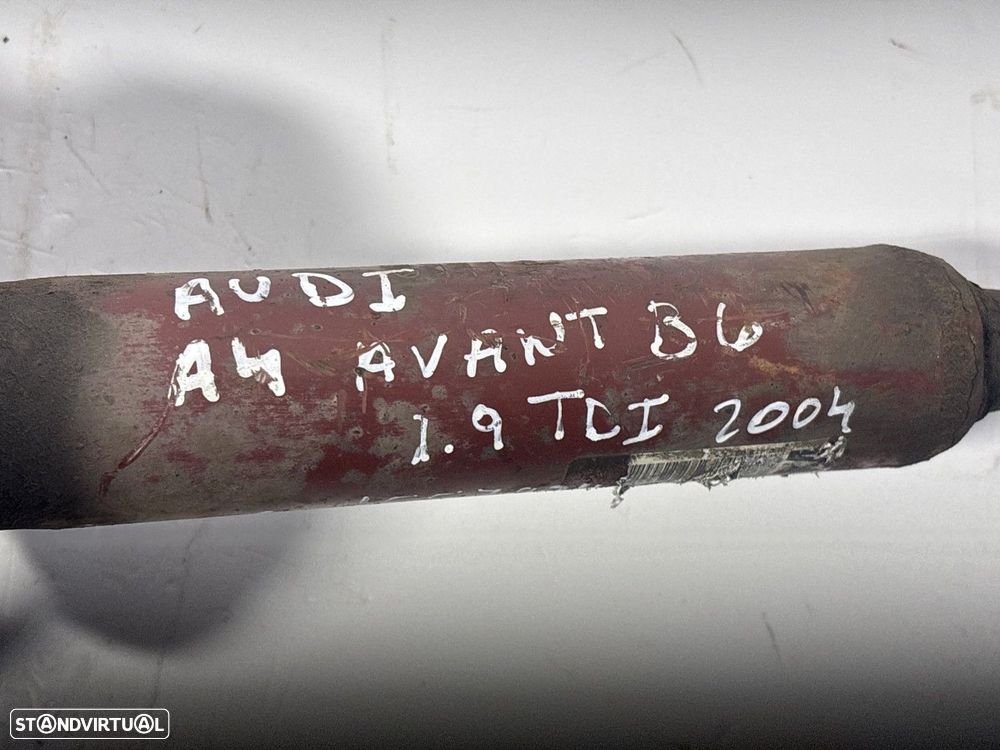 AUDI
A4 AVANT B6
1.9 TDI 2004
STANDVIRTUAL